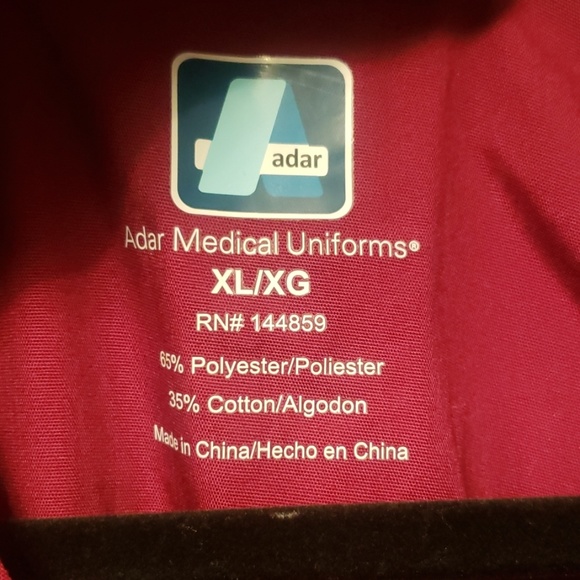 adar
Adar Medical Uniforms®
XL/XG
RN# 144859
65% Polyester/Poliester
35% Cotton/Algodon
Made in China/Hecho en China